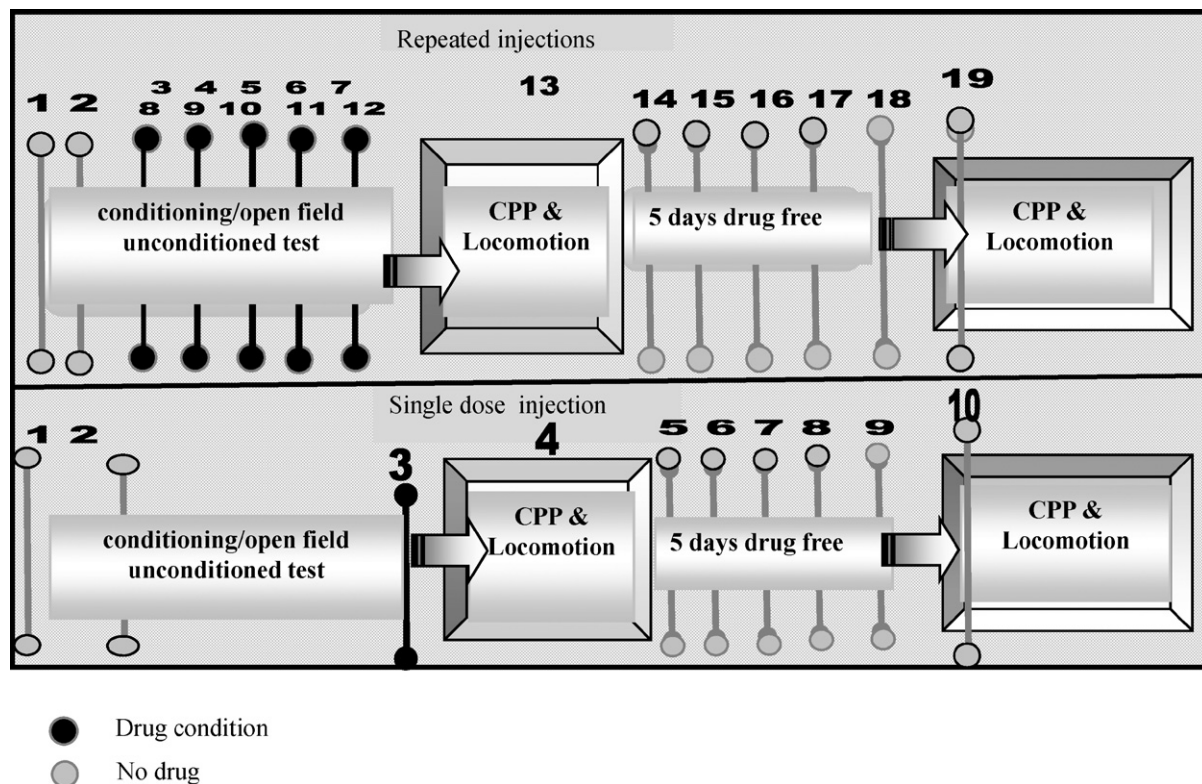 Repeated injections
1 2 3 4 5 6 7 13 14 15 16 17 18 19
8 9 10 11 12
conditioning/open field
unconditioned test
CPP &
Locomotion
5 days drug free
CPP &
Locomotion
Single dose injection
1 2 3 4 5 6 7 8 9 10
conditioning/open field
unconditioned test
CPP &
Locomotion
5 days drug free
CPP &
Locomotion
Drug condition
No drug